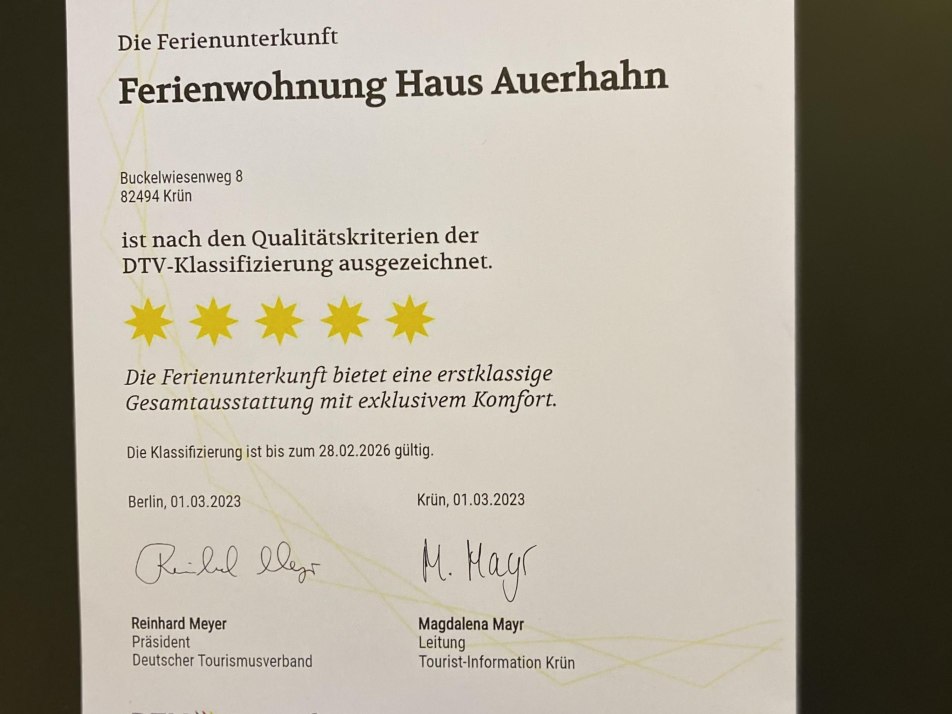 Die Ferienunterkunft
Ferienwohnung Haus Auerhahn
Buckelwiesenweg 8
82494 Krün
ist nach den Qualitätskriterien der
DTV-Klassifizierung ausgezeichnet.
Die Ferienunterkunft bietet eine erstklassige
Gesamtausstattung mit exklusivem Komfort.
Die Klassifizierung ist bis zum 28.02.2026 gültig.
Berlin, 01.03.2023
Krün, 01.03.2023
M. Mayr
Reinhard Meyer
Präsident
Deutscher Tourismusverband
Magdalena Mayr
Leitung
Tourist-Information Krün